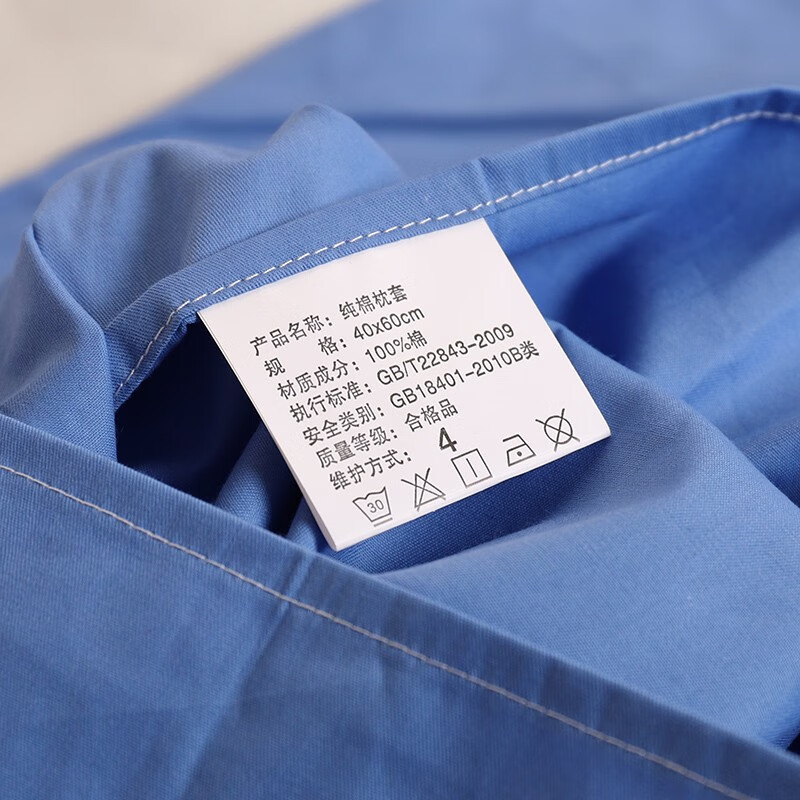 产品名称：纯棉枕套
规　　格：40x60cm
材质成分：100%棉
执行标准：GB/T22843-2009
安全类别：GB18401-2010B类
质量等级：合格品
维护方式：4
30